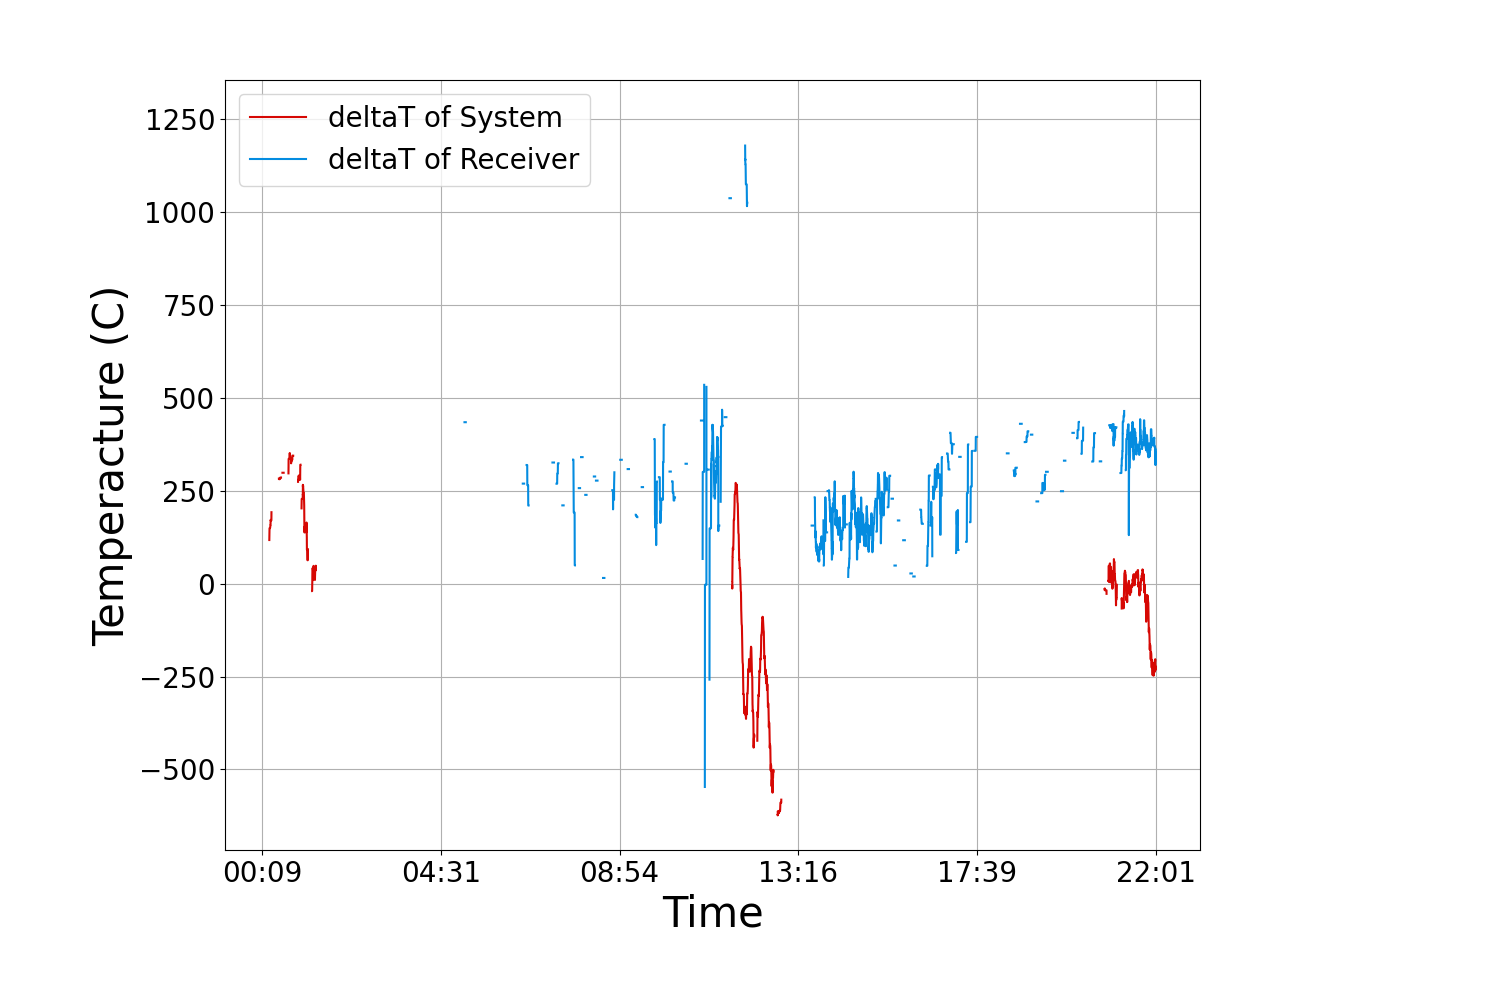 deltaT of System
deltaT of Receiver
1250
1000
750
500
250
0
−250
−500
Temperacture (C)
00:09 04:31 08:54 13:16 17:39 22:01
Time